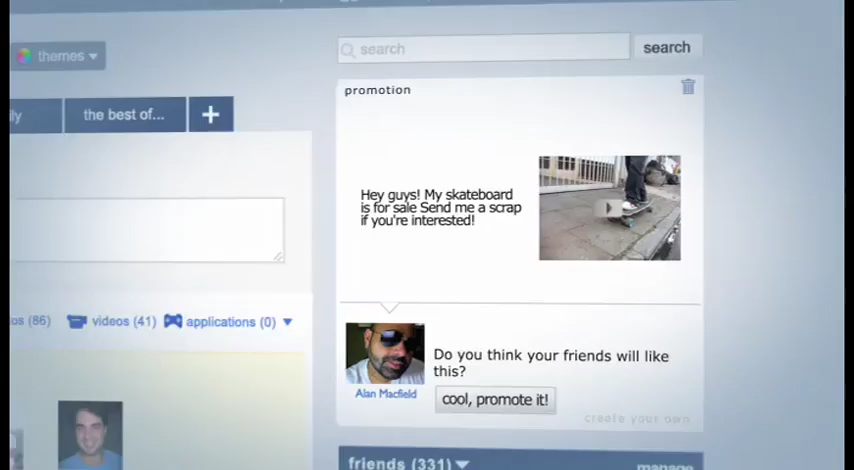 themes
search
search
promotion
the best of...
+
Hey guys! My skateboard
is for sale Send me a scrap
if you're interested!
(86)
videos (41)
applications (0)
Do you think your friends will like
this?
Alan Macfield
cool, promote it!
create your own
friends (331)
manage